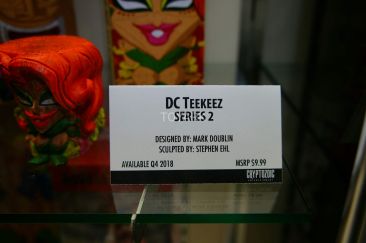 DC TEEKEEZ
SERIES 2
DESIGNED BY: MARK DOUBLIN
SCULPTED BY: STEPHEN EHL
AVAILABLE Q4 2018 MSRP $9.99
CRYPTOZOIC